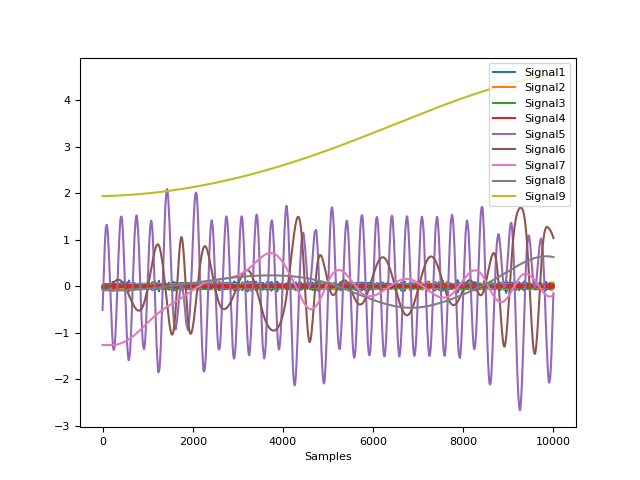 Signal1
Signal2
Signal3
Signal4
Signal5
Signal6
Signal7
Signal8
Signal9
4
3
2
1
0
−1
−2
−3
0 2000 4000 6000 8000 10000
Samples